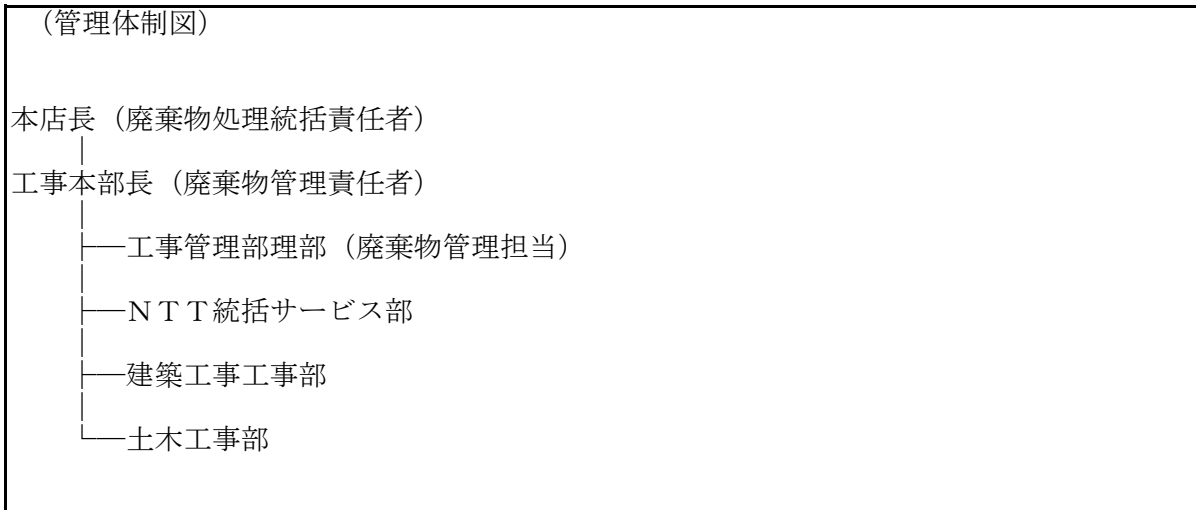 （管理体制図）
本店長（廃棄物処理統括責任者）
工事本部長（廃棄物管理責任者）
工事管理部理部（廃棄物管理担当）
ＮＴＴ統括サービス部
建築工事工事部
土木工事部